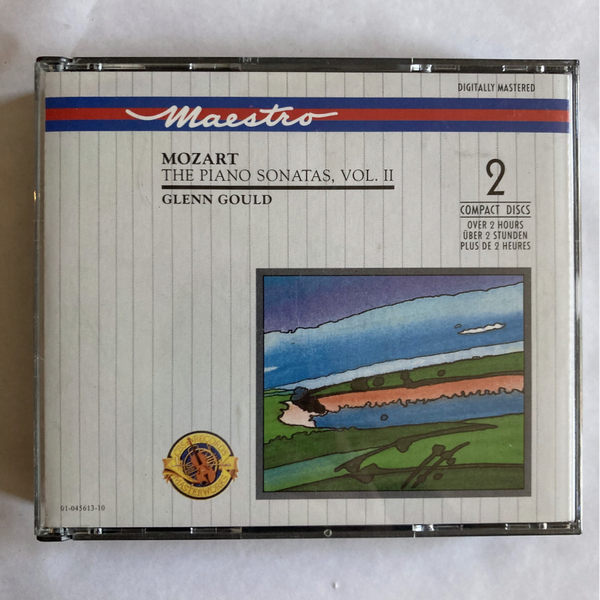 DIGITALLY MASTERED
Maestro
MOZART
THE PIANO SONATAS, VOL. II
GLENN GOULD
2
COMPACT DISCS
OVER 2 HOURS
ÜBER 2 STUNDEN
PLUS DE 2 HEURES
MASTERWORKS
01-045613-10